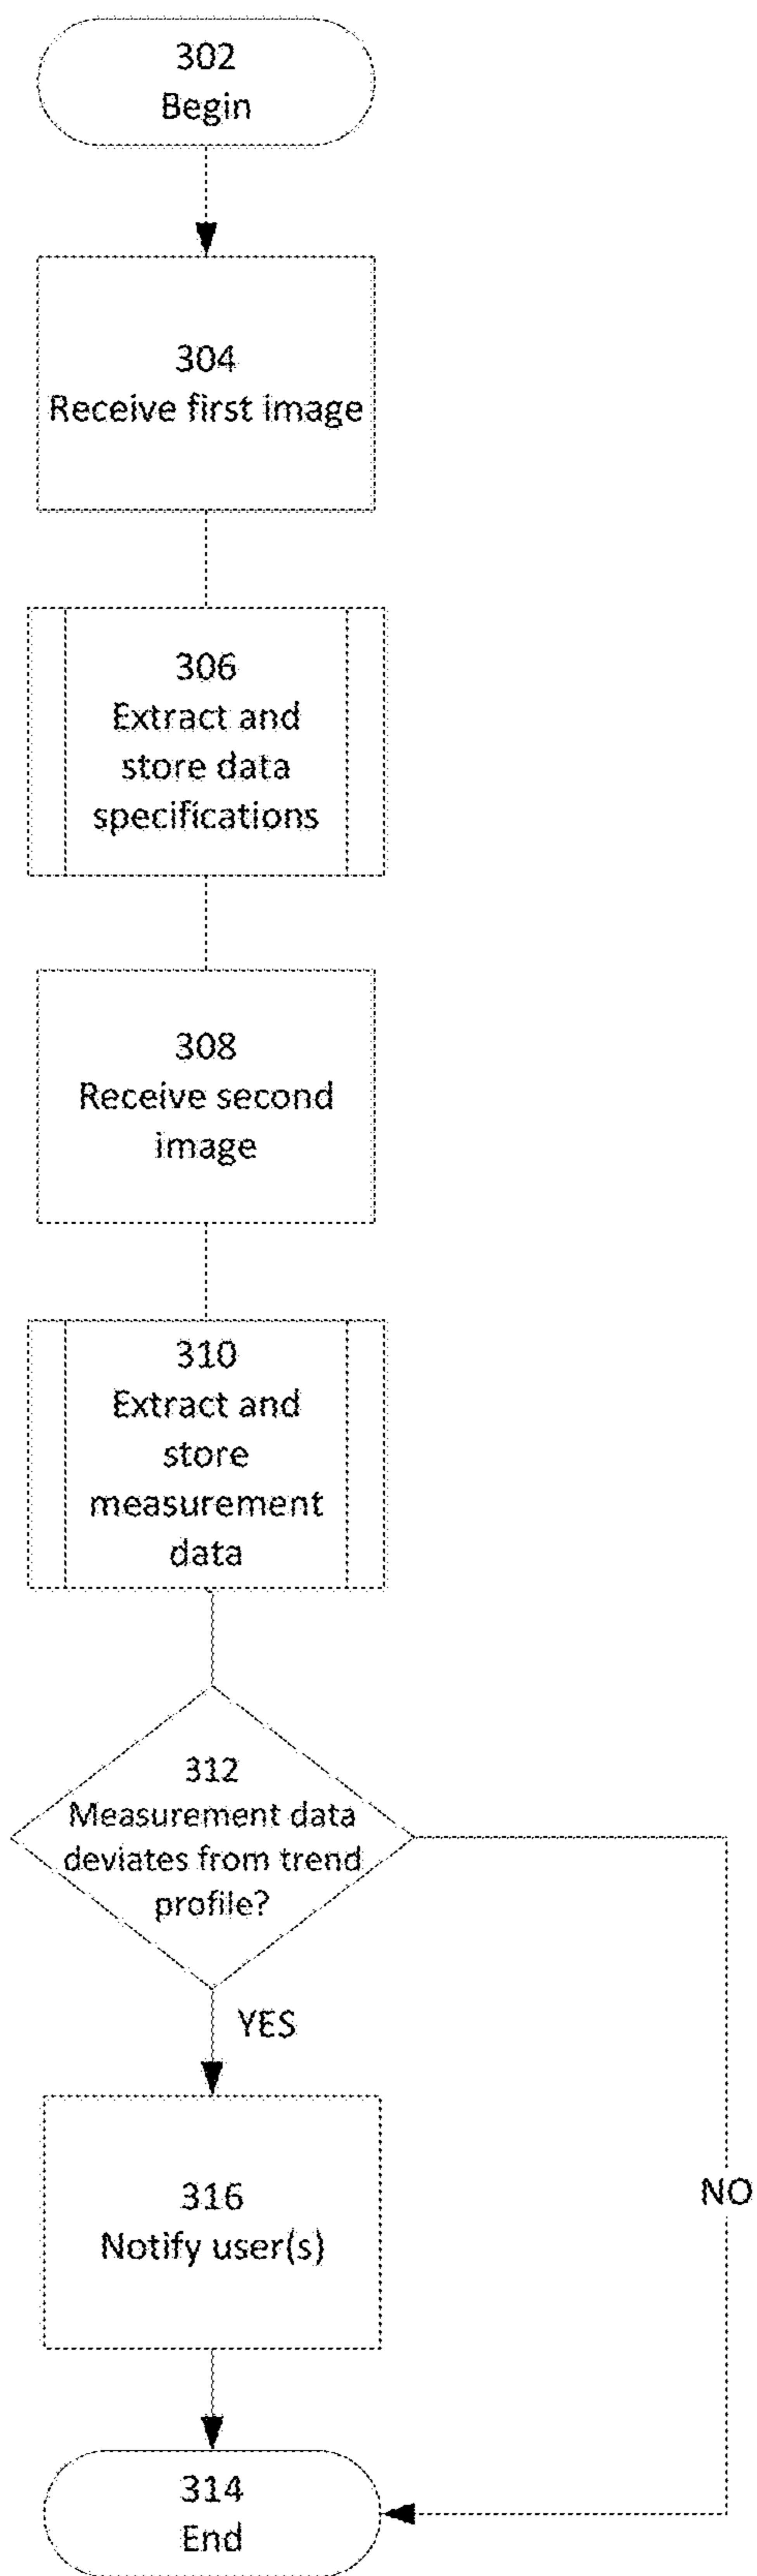 302
Begin
304
Receive first image
306
Extract and
store data
specifications
308
Receive second
image
310
Extract and
store
measurement
data
312
Measurement data
deviates from trend
profile?
YES
316
Notify user(s)
NO
314
End